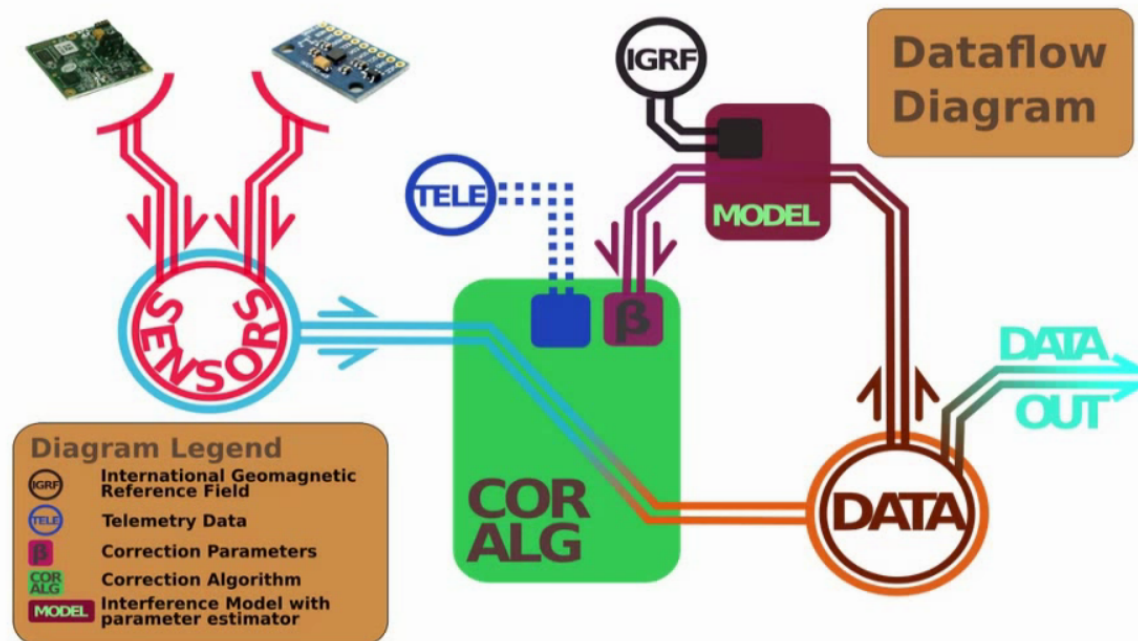 IGRF
Dataflow
Diagram
TELE
MODEL
SENSORS
β
DATA
OUT
COR
ALG
DATA
Diagram Legend
IGRF
International Geomagnetic
Reference Field
TELE
Telemetry Data
β
Correction Parameters
COR
ALG
Correction Algorithm
MODEL
Interference Model with
parameter estimator